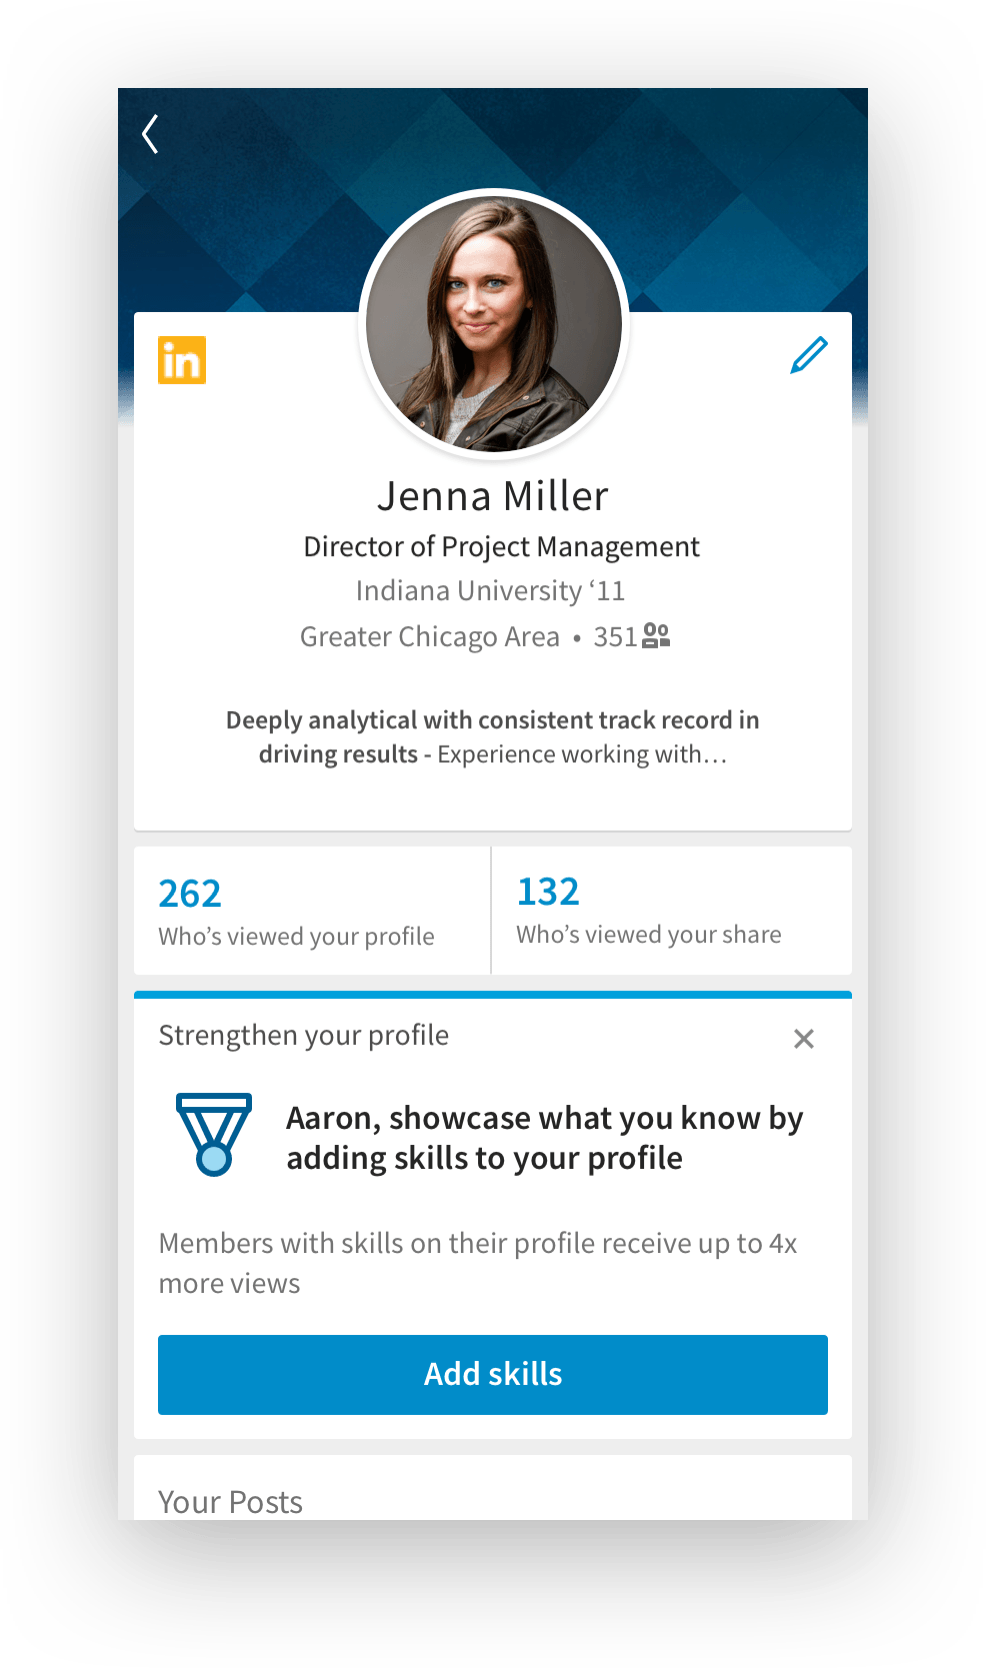 in
Jenna Miller
Director of Project Management
Indiana University ‘11
Greater Chicago Area • 351
Deeply analytical with consistent track record in
driving results - Experience working with…
262
Who’s viewed your profile
132
Who’s viewed your share
Strengthen your profile
Aaron, showcase what you know by
adding skills to your profile
Members with skills on their profile receive up to 4x
more views
Add skills
Your Posts